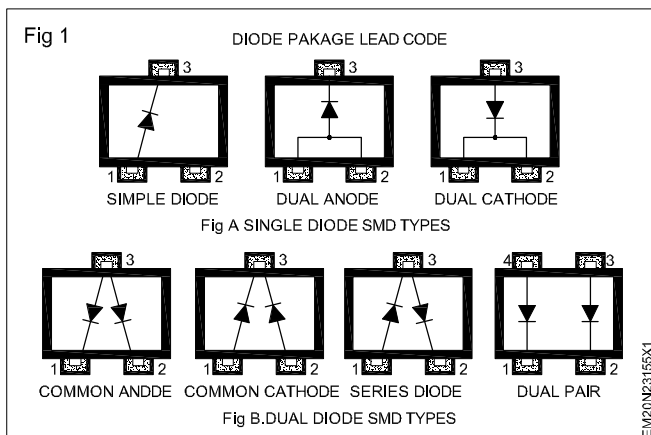 Fig 1
DIODE PAKAGE LEAD CODE
3 3 3
1 2 1 2 1 2
SIMPLE DIODE DUAL ANODE DUAL CATHODE
Fig A SINGLE DIODE SMD TYPES
3 3 3 4 3
1 2 1 2 1 2 1 2
COMMON ANDDE COMMON CATHODE SERIES DIODE DUAL PAIR
Fig B.DUAL DIODE SMD TYPES
EM20N23155X1